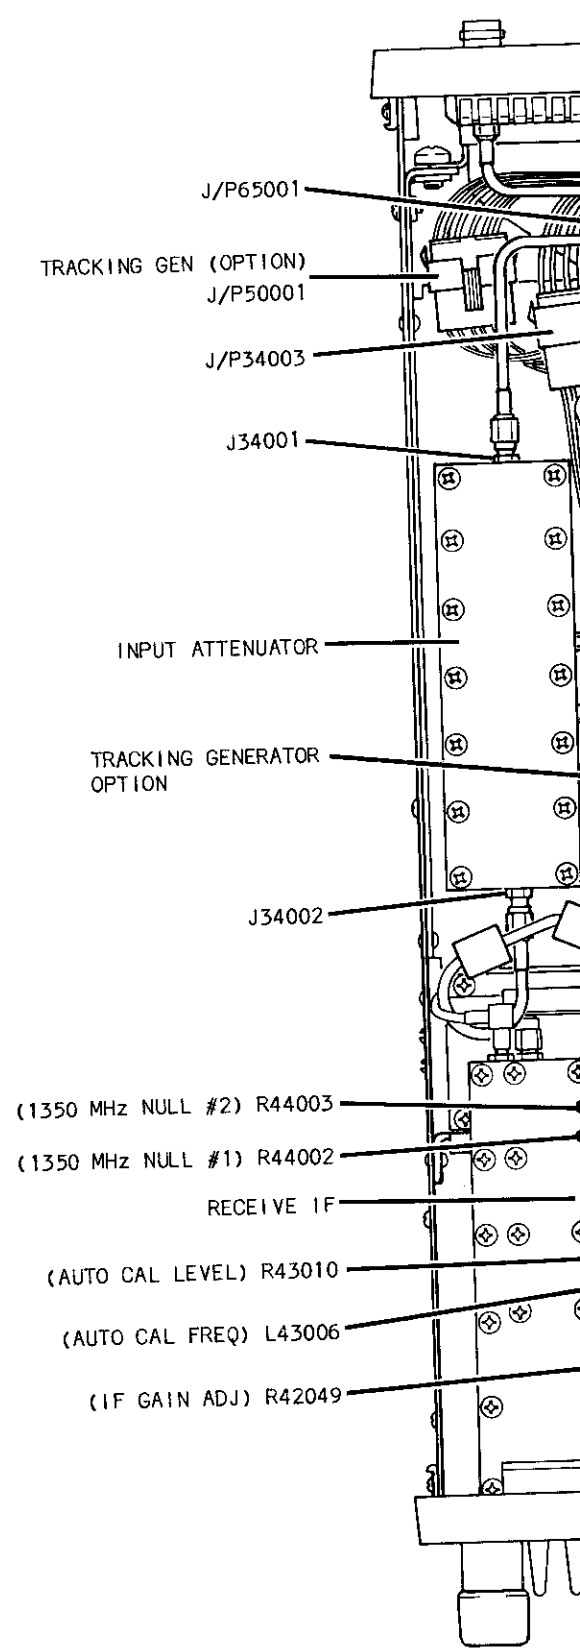 J/P65001
TRACKING GEN (OPTION)
J/P50001
J/P34003
J34001
INPUT ATTENUATOR
TRACKING GENERATOR
OPTION
J34002
(1350 MHz NULL #2) R44003
(1350 MHz NULL #1) R44002
RECEIVE IF
(AUTO CAL LEVEL) R43010
(AUTO CAL FREQ) L43006
(IF GAIN ADJ) R42049